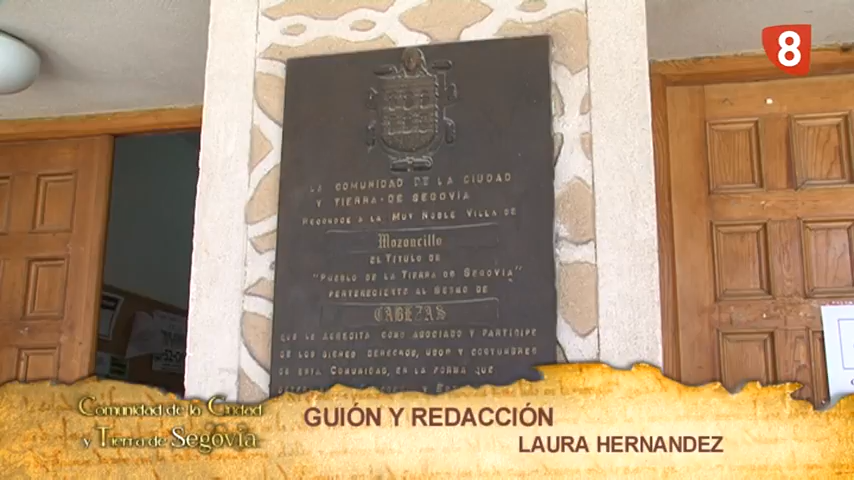 8
LA COMUNIDAD DE LA CIUDAD
Y TIERRA DE SEGOVIA
RECONOCE A LA MUY NOBLE VILLA DE
Mozoncillo
EL TITULO DE
"PUEBLO DE LA TIERRA DE SEGOVIA"
PERTENECIENTE AL SESMO DE
CABEZAS
QUE LE ACREDITA COMO ASOCIADO Y PARTICIPE
DE LOS BIENES DERECHOS, USOS Y COSTUMBRES
DE ESTA COMUNIDAD, EN LA FORMA QUE
Comunidad de la Ciudad
y Tierra de Segovia
GUIÓN Y REDACCIÓN
LAURA HERNANDEZ